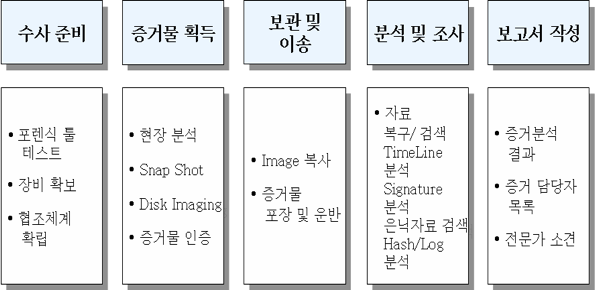 수사 준비
• 포렌식 툴
테스트
• 장비 확보
• 협조체계
확립
증거물 획득
• 현장 분석
• Snap Shot
• Disk Imaging
• 증거물 인증
보관 및
이송
• Image 복사
• 증거물
포장 및 운반
분석 및 조사
• 자료
복구/ 검색
TimeLine
분석
Signature
분석
은닉자료 검색
Hash/Log
분석
보고서 작성
• 증거분석
결과
• 증거 담당자
목록
• 전문가 소견